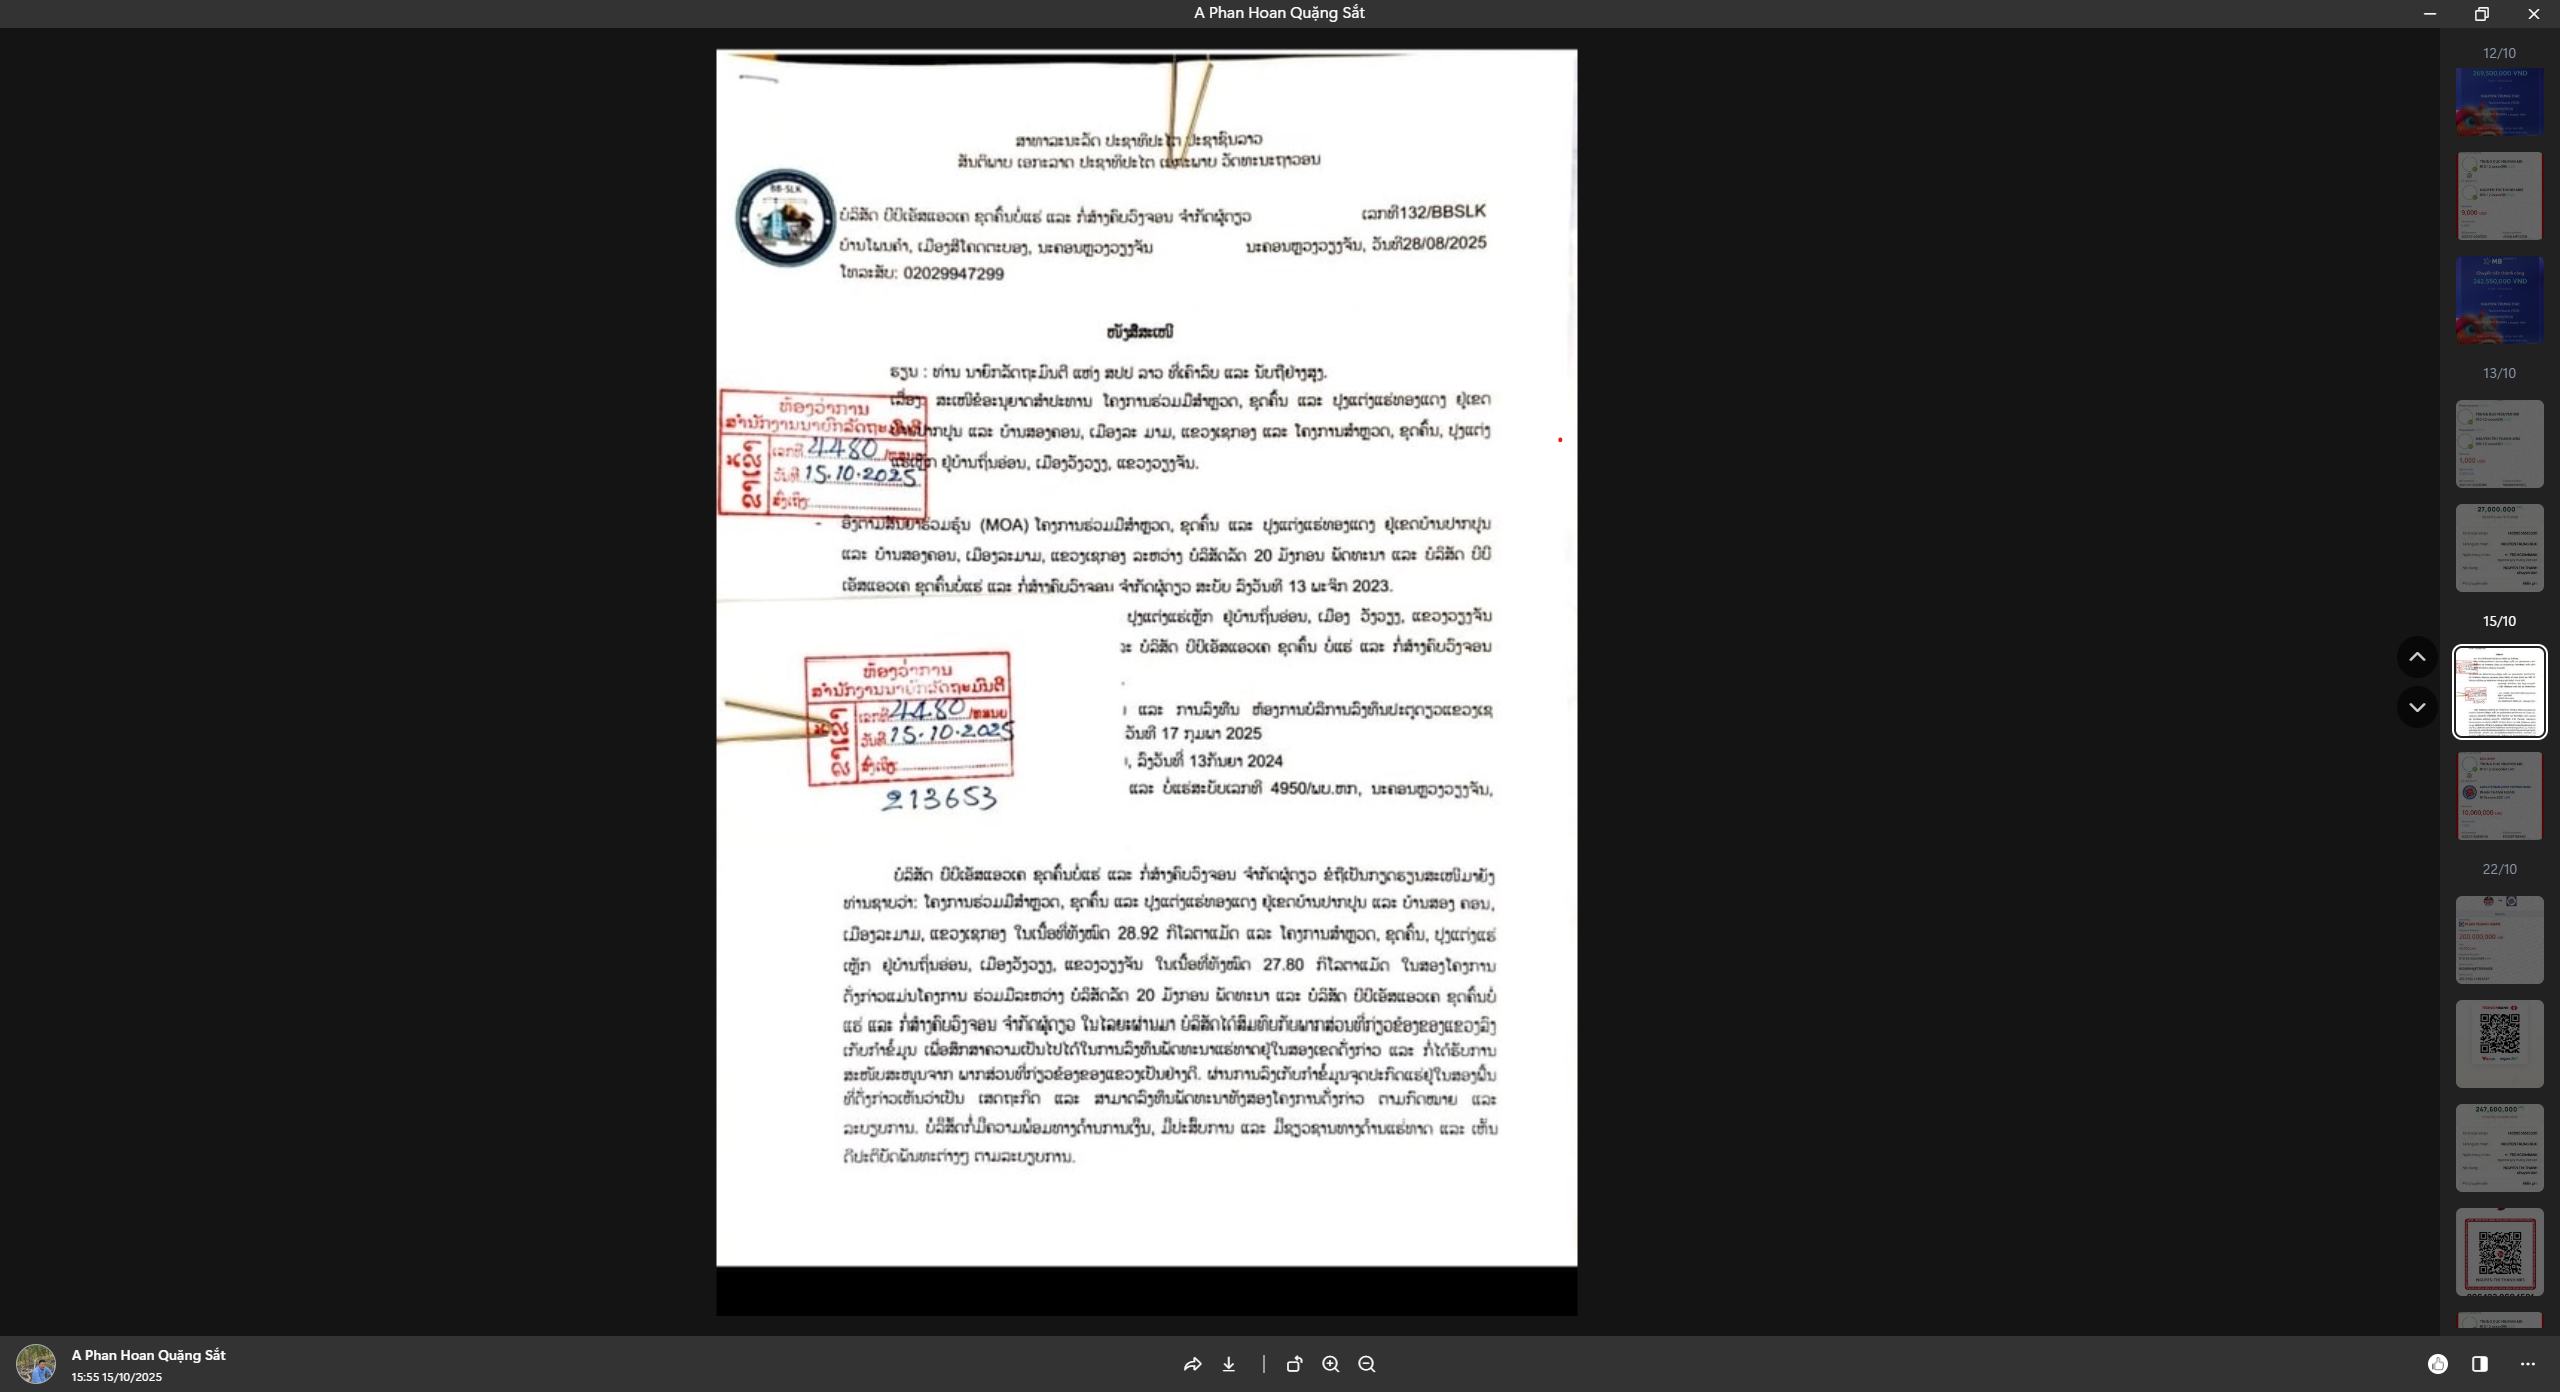 A Phan Hoan Quặng Sắt
ສາທາລະນະລັດ ປະຊາທິປະໄຕ ປະຊາຊົນລາວ
ສັນຕິພາບ ເອກະລາດ ປະຊາທິປະໄຕ ເອກະພາບ ວັດທະນະຖາວອນ
BB-SLK
ບໍລິສັດ ບີບີເອັສແອວເຄ ຂຸດຄົ້ນບໍ່ແຮ່ ແລະ ກໍ່ສ້າງຄົບວົງຈອນ ຈຳກັດຜູ້ດຽວ
ເລກທີ132/BBSLK
ບ້ານໂພນຄຳ, ເມືອງສີໂຄດຕະບອງ, ນະຄອນຫຼວງວຽງຈັນ
ນະຄອນຫຼວງວຽງຈັນ, ວັນທີ28/08/2025
ໂທລະສັບ: 02029947299
ໜັງສືສະເໜີ
ຮຽນ : ທ່ານ ນາຍົກລັດຖະມົນຕີ ແຫ່ງ ສປປ ລາວ ທີ່ເຄົາລົບ ແລະ ນັບຖືຢ່າງສູງ.
ເລື່ອງ: ສະເໜີຂໍອະນຸຍາດສຳປະທານ ໂຄງການຮ່ວມມືສຳຫຼວດ, ຂຸດຄົ້ນ ແລະ ປຸງແຕ່ງແຮ່ທອງແດງ ຢູ່ເຂດ
ບ້ານປາກປຸນ ແລະ ບ້ານສອງຄອນ, ເມືອງລະ ມາມ, ແຂວງເຊກອງ ແລະ ໂຄງການສຳຫຼວດ, ຂຸດຄົ້ນ, ປຸງແຕ່ງ
ແຮ່ເຫຼັກ ຢູ່ບ້ານຖິ່ນອ່ອນ, ເມືອງວັງວຽງ, ແຂວງວຽງຈັນ.
ຫ້ອງວ່າການ
ສຳນັກງານນາຍົກລັດຖະມົນຕີ
ຂາເຂົ້າ
ເລກທີ 4480 /ຫສນຍ
ວັນທີ 15.10.2025
ສົ່ງເຖິງ
- ອີງຕາມສັນຍາຮ່ວມຮຸ້ນ (MOA) ໂຄງການຮ່ວມມືສຳຫຼວດ, ຂຸດຄົ້ນ ແລະ ປຸງແຕ່ງແຮ່ທອງແດງ ຢູ່ເຂດບ້ານປາກປຸນ
ແລະ ບ້ານສອງຄອນ, ເມືອງລະມາມ, ແຂວງເຊກອງ ລະຫວ່າງ ບໍລິສັດລັດ 20 ມັງກອນ ພັດທະນາ ແລະ ບໍລິສັດ ບີບີ
ເອັສແອວເຄ ຂຸດຄົ້ນບໍ່ແຮ່ ແລະ ກໍ່ສ້າງຄົບວົງຈອນ ຈຳກັດຜູ້ດຽວ ສະບັບ ລົງວັນທີ 13 ພະຈິກ 2023.
ປຸງແຕ່ງແຮ່ເຫຼັກ ຢູ່ບ້ານຖິ່ນອ່ອນ, ເມືອງ ວັງວຽງ, ແຂວງວຽງຈັນ
ະ ບໍລິສັດ ບີບີເອັສແອວເຄ ຂຸດຄົ້ນ ບໍ່ແຮ່ ແລະ ກໍ່ສ້າງຄົບວົງຈອນ
ແລະ ການລົງທຶນ ຫ້ອງການບໍລິການລົງທຶນປະຕູດຽວແຂວງເຊ
ວັນທີ 17 ກຸມພາ 2025
, ລົງວັນທີ່ 13ກັນຍາ 2024
ແລະ ບໍ່ແຮ່ສະບັບເລກທີ 4950/ພບ.ຫກ, ນະຄອນຫຼວງວຽງຈັນ,
ຫ້ອງວ່າການ
ສຳນັກງານນາຍົກລັດຖະມົນຕີ
ຂາເຂົ້າ
ເລກທີ 4480 /ຫສນຍ
ວັນທີ 15.10.2025
ສົ່ງເຖິງ
213653
ບໍລິສັດ ບີບີເອັສແອວເຄ ຂຸດຄົ້ນບໍ່ແຮ່ ແລະ ກໍ່ສ້າງຄົບວົງຈອນ ຈຳກັດຜູ້ດຽວ ຂໍຖືເປັນກຽດຮຽນສະເໜີມາຍັງ
ທ່ານຊາບວ່າ: ໂຄງການຮ່ວມມືສຳຫຼວດ, ຂຸດຄົ້ນ ແລະ ປຸງແຕ່ງແຮ່ທອງແດງ ຢູ່ເຂດບ້ານປາກປຸນ ແລະ ບ້ານສອງ ຄອນ,
ເມືອງລະມາມ, ແຂວງເຊກອງ ໃນເນື້ອທີ່ທັງໝົດ 28.92 ກິໂລຕາແມັດ ແລະ ໂຄງການສຳຫຼວດ, ຂຸດຄົ້ນ, ປຸງແຕ່ງແຮ່
ເຫຼັກ ຢູ່ບ້ານຖິ່ນອ່ອນ, ເມືອງວັງວຽງ, ແຂວງວຽງຈັນ ໃນເນື້ອທີ່ທັງໝົດ 27.80 ກິໂລຕາແມັດ ໃນສອງໂຄງການ
ດັ່ງກ່າວແມ່ນໂຄງການ ຮ່ວມມືລະຫວ່າງ ບໍລິສັດລັດ 20 ມັງກອນ ພັດທະນາ ແລະ ບໍລິສັດ ບີບີເອັສແອວເຄ ຂຸດຄົ້ນບໍ່
ແຮ່ ແລະ ກໍ່ສ້າງຄົບວົງຈອນ ຈຳກັດຜູ້ດຽວ ໃນໄລຍະຜ່ານມາ ບໍລິສັດໄດ້ສົມທົບກັບພາກສ່ວນທີ່ກ່ຽວຂ້ອງຂອງແຂວງລົງ
ເກັບກຳຂໍ້ມູນ ເພື່ອສຶກສາຄວາມເປັນໄປໄດ້ໃນການລົງທຶນພັດທະນາແຮ່ທາດຢູ່ໃນສອງເຂດດັ່ງກ່າວ ແລະ ກໍ່ໄດ້ຮັບການ
ສະໜັບສະໜູນຈາກ ພາກສ່ວນທີ່ກ່ຽວຂ້ອງຂອງແຂວງເປັນຢ່າງດີ. ຜ່ານການລົງເກັບກຳຂໍ້ມູນຈຸດປະກົດແຮ່ຢູ່ໃນສອງພື້ນ
ທີ່ດັ່ງກ່າວເຫັນວ່າເປັນ ເສດຖະກິດ ແລະ ສາມາດລົງທຶນພັດທະນາທັງສອງໂຄງການດັ່ງກ່າວ ຕາມກົດໝາຍ ແລະ
ລະບຽບການ. ບໍລິສັດກໍ່ມີຄວາມພ້ອມທາງດ້ານການເງິນ, ມີປະສົບການ ແລະ ມີຊຽວຊານທາງດ້ານແຮ່ທາດ ແລະ ເຫັນ
ດີປະຕິບັດພັນທະຕ່າງໆ ຕາມລະບຽບການ.
12/10
269,500,000 VND
9,000
MB
242,550,000 VND
13/10
1,000
27,000,000
15/10
10,000,000
22/10
200,000,000
247,600,000
A Phan Hoan Quặng Sắt
15:55 15/10/2025